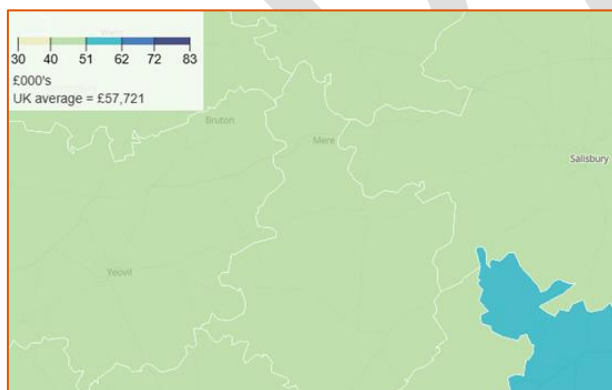 30 40 51 62 72 83
£000's
UK average = £57,721
Bruton
Mere
Salisbury
Yeovil